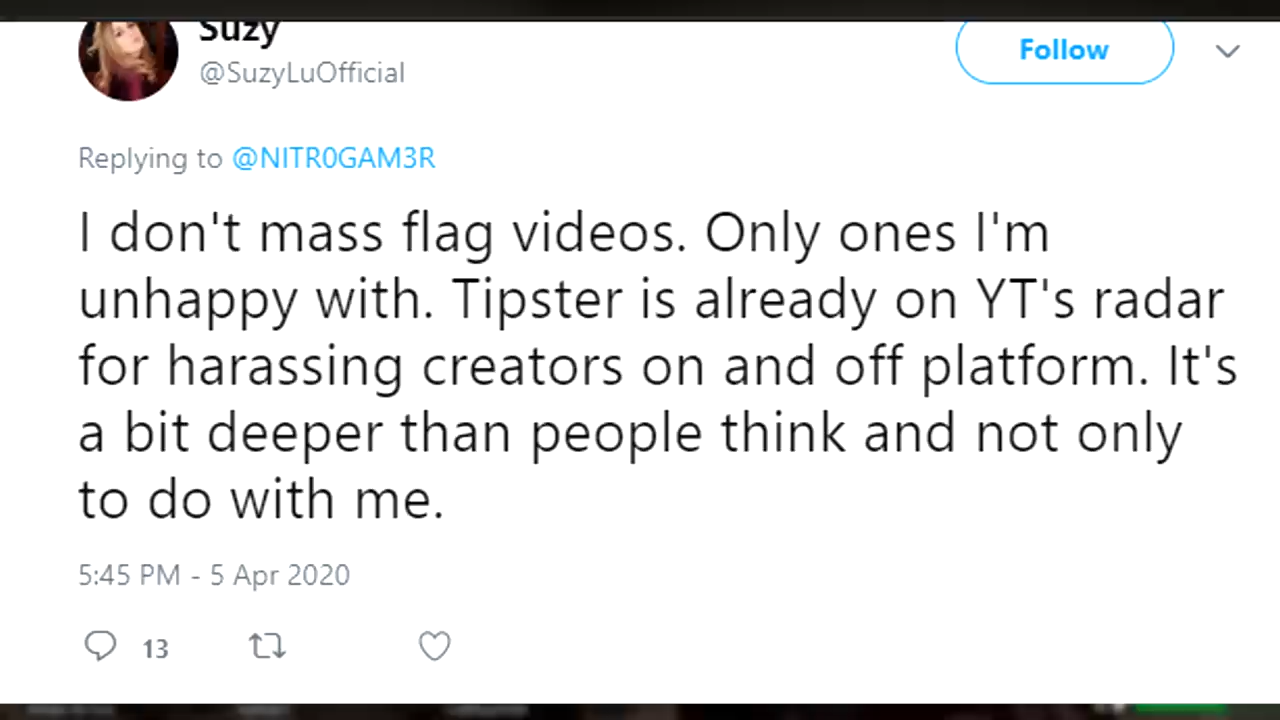 Suzy
@SuzyLuOfficial
Follow
Replying to @NITR0GAM3R
I don't mass flag videos. Only ones I'm
unhappy with. Tipster is already on YT's radar
for harassing creators on and off platform. It's
a bit deeper than people think and not only
to do with me.
5:45 PM - 5 Apr 2020
13